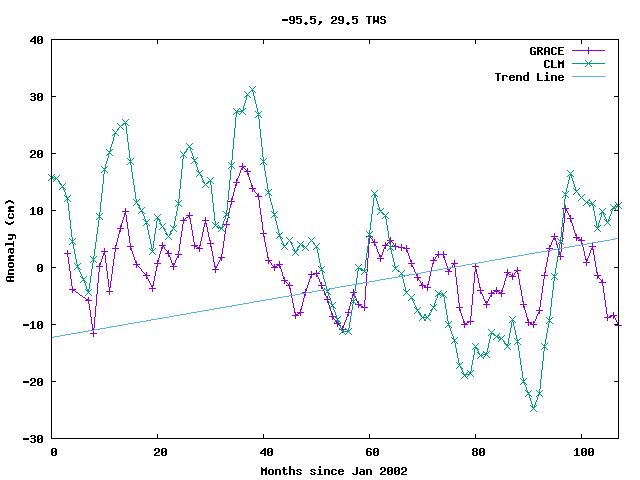 -95.5, 29.5 TWS
GRACE
CLM
Trend Line
40
30
20
10
0
-10
-20
-30
Anomaly (cm)
0 20 40 60 80 100
Months since Jan 2002